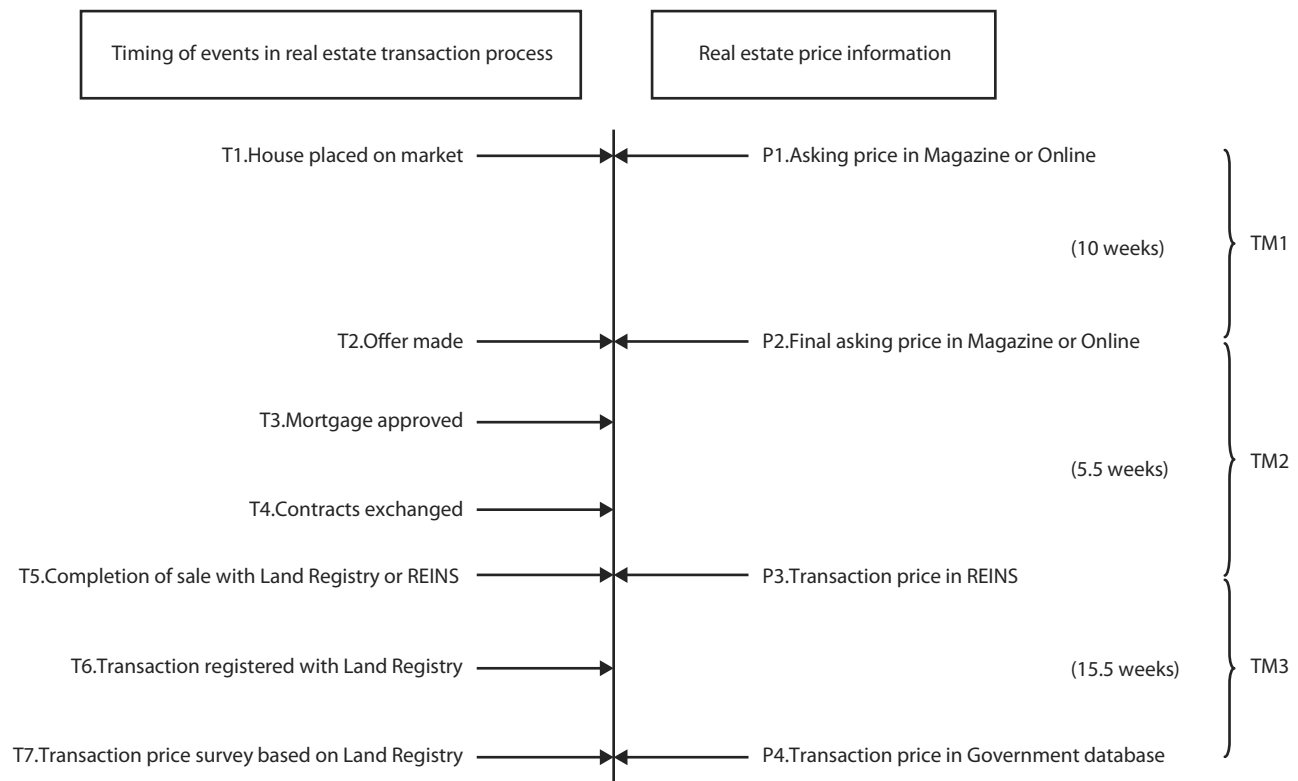 Timing of events in real estate transaction process
Real estate price information
T1.House placed on market
P1.Asking price in Magazine or Online
(10 weeks)
TM1
T2.Offer made
P2.Final asking price in Magazine or Online
T3.Mortgage approved
(5.5 weeks)
TM2
T4.Contracts exchanged
T5.Completion of sale with Land Registry or REINS
P3.Transaction price in REINS
T6.Transaction registered with Land Registry
(15.5 weeks)
TM3
T7.Transaction price survey based on Land Registry
P4.Transaction price in Government database